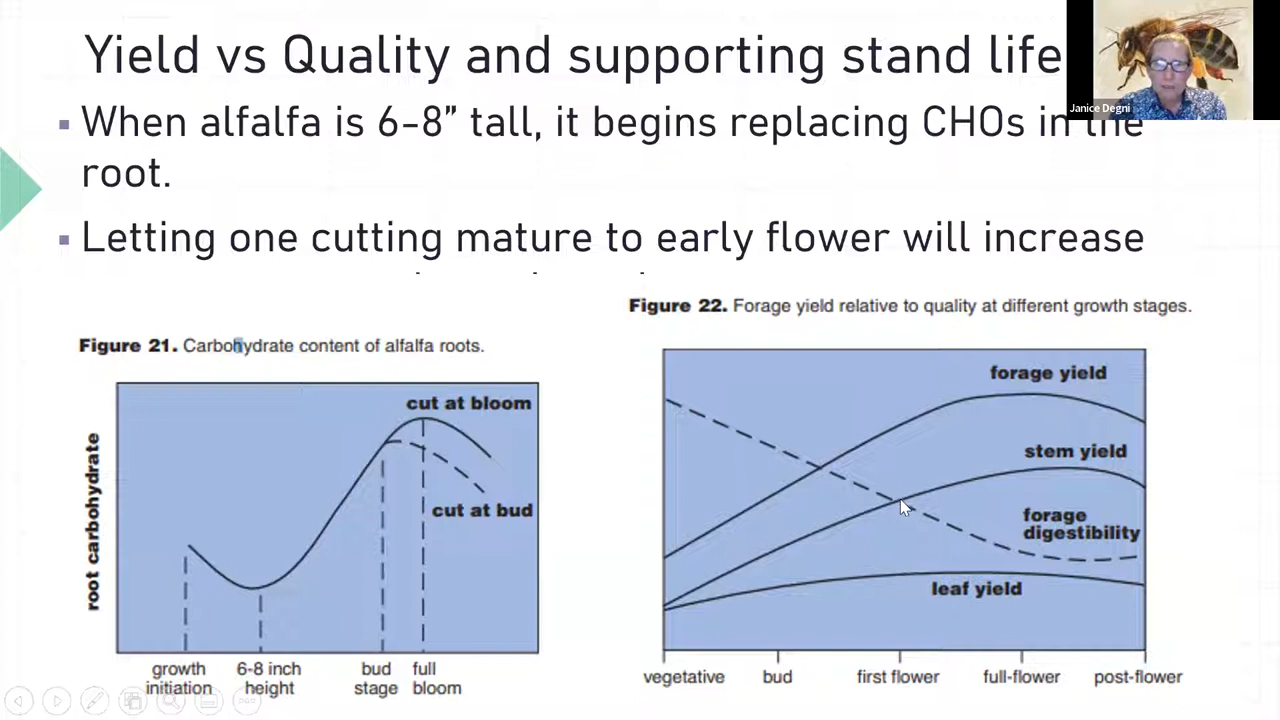 Yield vs Quality and supporting stand life
Janice Degni
When alfalfa is 6-8” tall, it begins replacing CHOs in the
root.
Letting one cutting mature to early flower will increase
Figure 21. Carbohydrate content of alfalfa roots.
root carbohydrate
cut at bloom
cut at bud
growth initiation
6-8 inch height
bud stage
full bloom
Figure 22. Forage yield relative to quality at different growth stages.
forage yield
stem yield
forage
digestibility
leaf yield
vegetative
bud
first flower
full-flower
post-flower